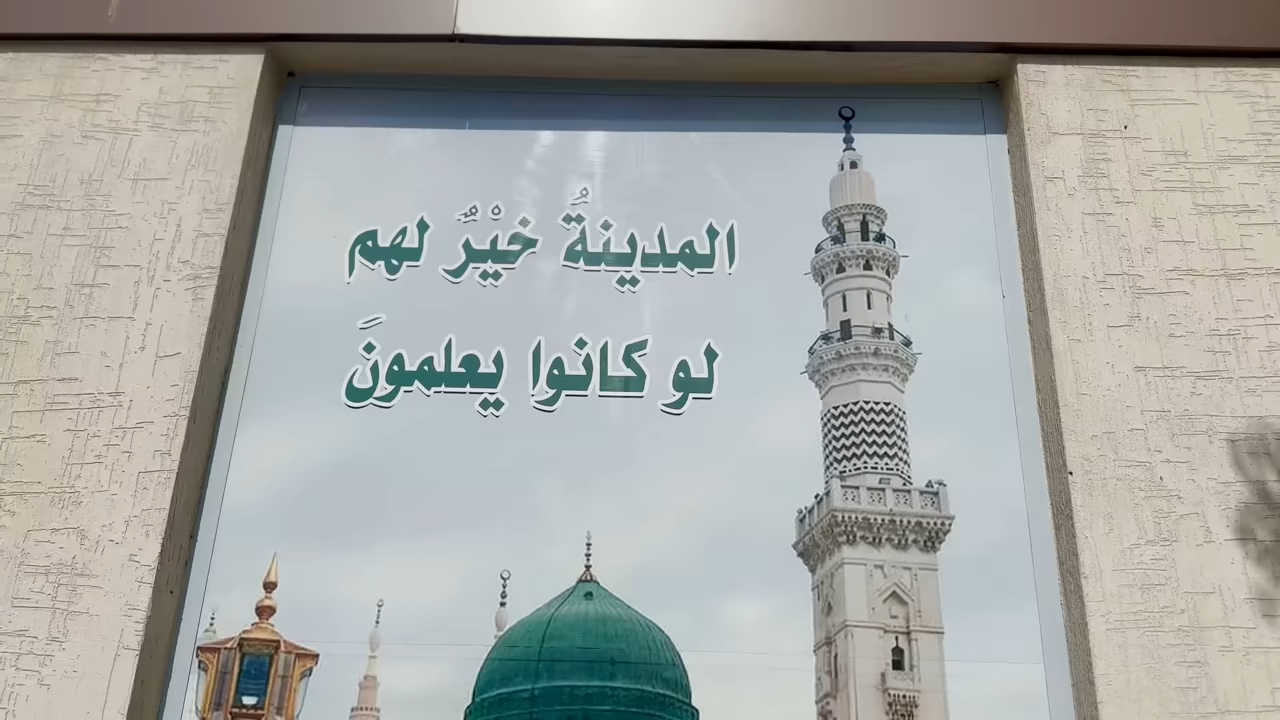 المدينةُ خيْرٌ لهم
لو كانوا يعلمونَ